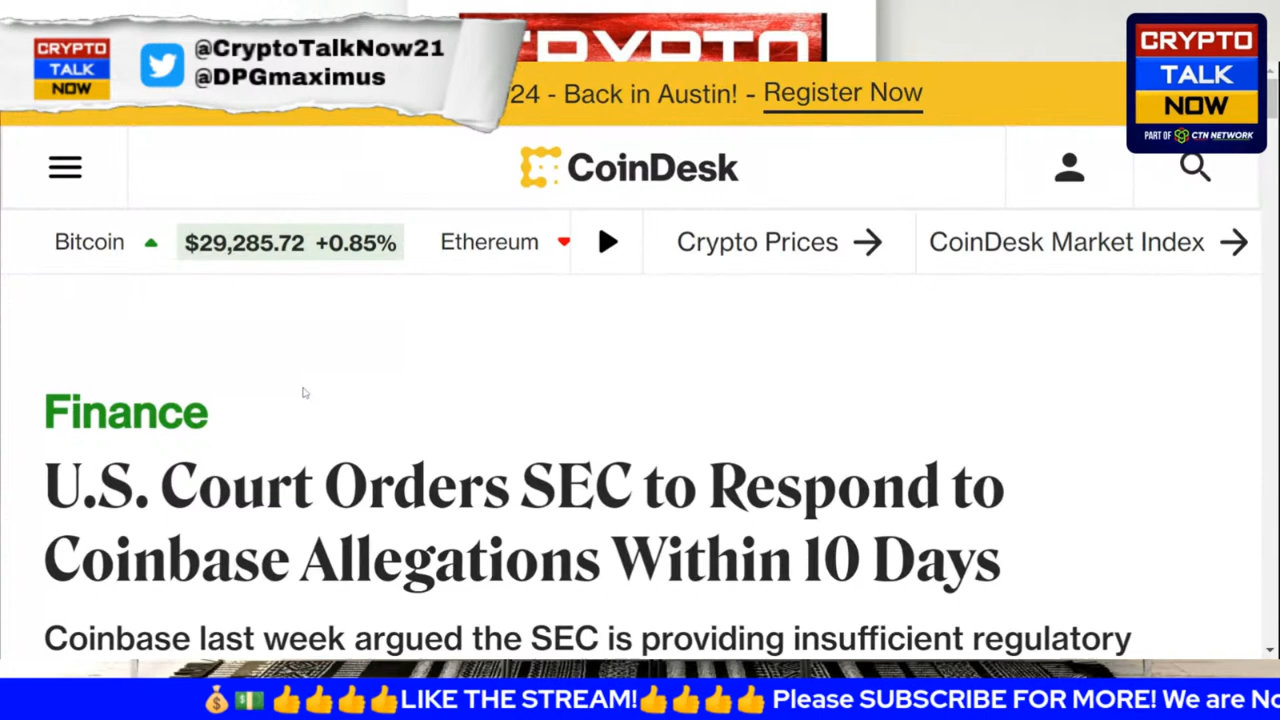 CRYPTO
CRYPTO
TALK
NOW
@CryptoTalkNow21
@DPGmaximus
24 - Back in Austin! - Register Now
CRYPTO
TALK
NOW
PART OF CTN NETWORK
CoinDesk
Bitcoin $29,285.72 +0.85% Ethereum Crypto Prices CoinDesk Market Index
Finance
U.S. Court Orders SEC to Respond to
Coinbase Allegations Within 10 Days
Coinbase last week argued the SEC is providing insufficient regulatory
💰💵👍👍👍👍LIKE THE STREAM!👍👍👍👍 Please SUBSCRIBE FOR MORE! We are No